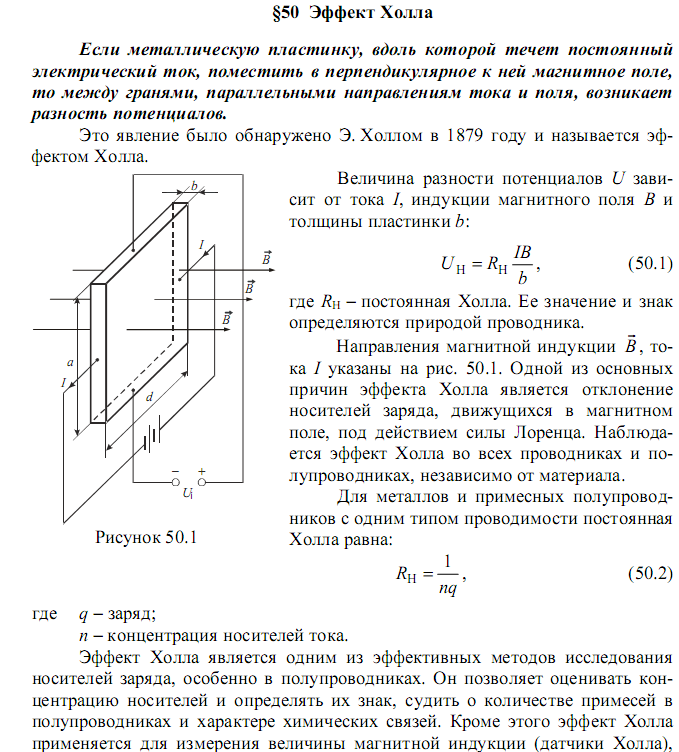 §50 Эффект Холла
Если металлическую пластинку, вдоль которой течет постоянный
электрический ток, поместить в перпендикулярное к ней магнитное поле,
то между гранями, параллельными направлениям тока и поля, возникает
разность потенциалов.
Это явление было обнаружено Э. Холлом в 1879 году и называется эф-
фектом Холла.
b
I
B⃗
B⃗
B⃗
a
I
d
− +
U₁
Рисунок 50.1
Величина разности потенциалов U зави-
сит от тока I, индукции магнитного поля B и
толщины пластинки b:
U_H = R_H IB/b, (50.1)
где R_H – постоянная Холла. Ее значение и знак
определяются природой проводника.
Направления магнитной индукции B⃗, то-
ка I указаны на рис. 50.1. Одной из основных
причин эффекта Холла является отклонение
носителей заряда, движущихся в магнитном
поле, под действием силы Лоренца. Наблюда-
ется эффект Холла во всех проводниках и по-
лупроводниках, независимо от материала.
Для металлов и примесных полупровод-
ников с одним типом проводимости постоянная
Холла равна:
R_H = 1/nq, (50.2)
где q – заряд;
n – концентрация носителей тока.
Эффект Холла является одним из эффективных методов исследования
носителей заряда, особенно в полупроводниках. Он позволяет оценивать кон-
центрацию носителей и определять их знак, судить о количестве примесей в
полупроводниках и характере химических связей. Кроме этого эффект Холла
применяется для измерения величины магнитной индукции (датчики Холла),